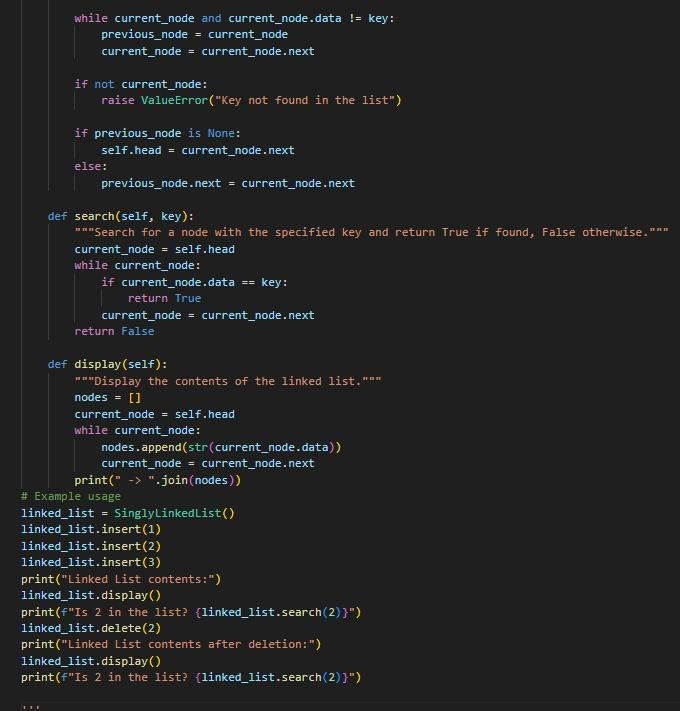 while current_node and current_node.data != key:
            previous_node = current_node
            current_node = current_node.next

        if not current_node:
            raise ValueError("Key not found in the list")

        if previous_node is None:
            self.head = current_node.next
        else:
            previous_node.next = current_node.next

    def search(self, key):
        """Search for a node with the specified key and return True if found, False otherwise."""
        current_node = self.head
        while current_node:
            if current_node.data == key:
                return True
            current_node = current_node.next
        return False

    def display(self):
        """Display the contents of the linked list."""
        nodes = []
        current_node = self.head
        while current_node:
            nodes.append(str(current_node.data))
            current_node = current_node.next
        print(" -> ".join(nodes))
# Example usage
linked_list = SinglyLinkedList()
linked_list.insert(1)
linked_list.insert(2)
linked_list.insert(3)
print("Linked List contents:")
linked_list.display()
print(f"Is 2 in the list? {linked_list.search(2)}")
linked_list.delete(2)
print("Linked List contents after deletion:")
linked_list.display()
print(f"Is 2 in the list? {linked_list.search(2)}")

'''